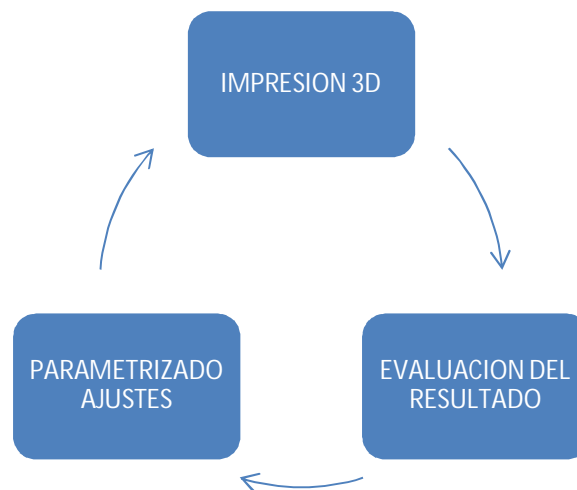 IMPRESION 3D
PARAMETRIZADO
AJUSTES
EVALUACION DEL
RESULTADO